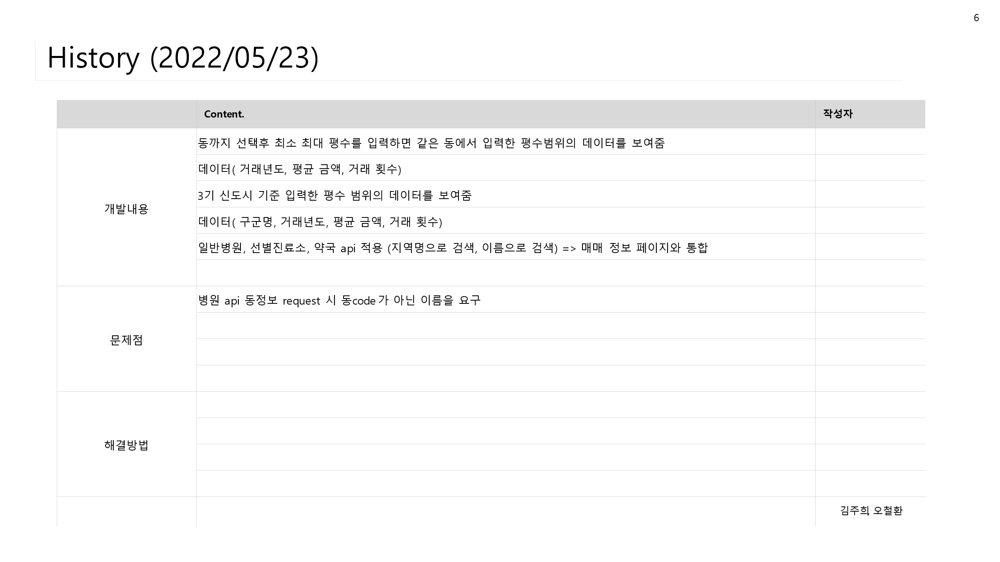 6
History (2022/05/23)
Content. 작성자
동까지 선택후 최소 최대 평수를 입력하면 같은 동에서 입력한 평수범위의 데이터를 보여줌
데이터( 거래년도, 평균 금액, 거래 횟수)
3기 신도시 기준 입력한 평수 범위의 데이터를 보여줌
개발내용
데이터( 구군명, 거래년도, 평균 금액, 거래 횟수)
일반병원, 선별진료소, 약국 api 적용 (지역명으로 검색, 이름으로 검색) => 매매 정보 페이지와 통합
병원 api 동정보 request 시 동code가 아닌 이름을 요구
문제점
해결방법
김주희, 오철환